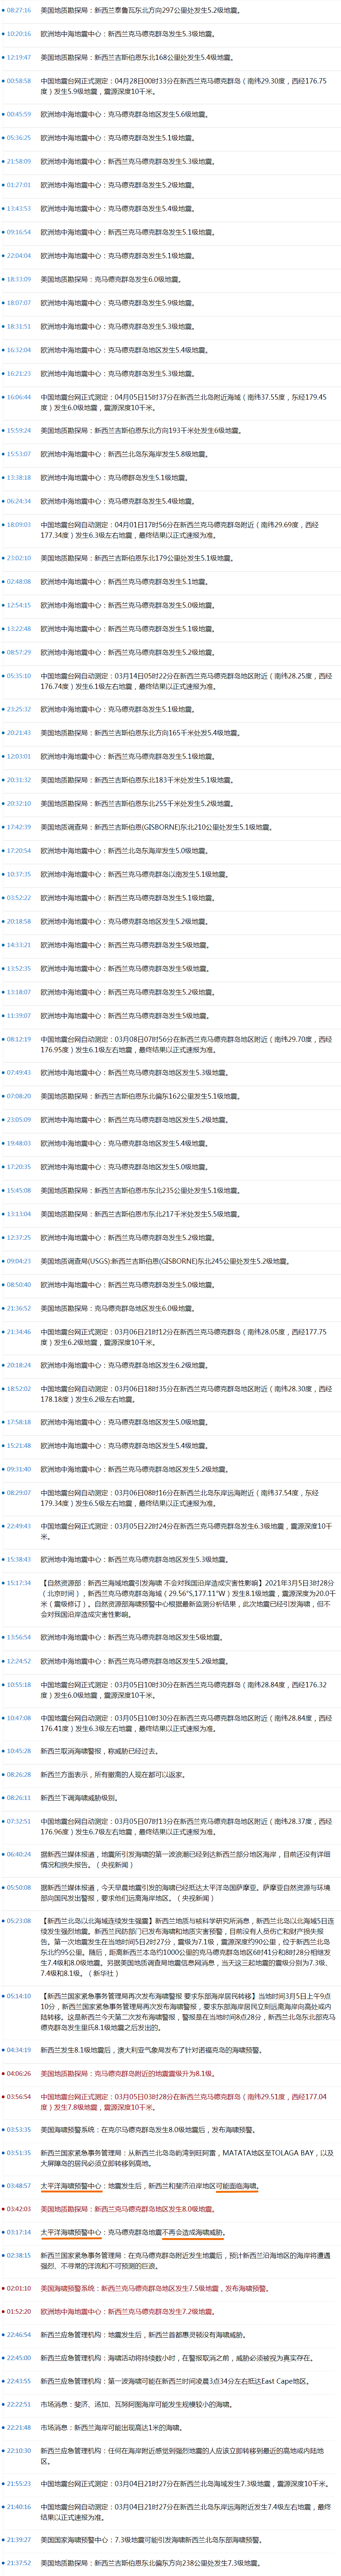 08:27:16 美国地质勘探局：新西兰泰鲁瓦东北方向297公里处发生5.2级地震。
10:20:16 欧洲地中海地震中心：新西兰克马德克群岛发生5.3级地震。
12:19:47 美国地质勘探局：新西兰吉斯伯恩东北168公里处发生5.4级地震。
00:58:58 中国地震台网正式测定：04月28日00时33分在新西兰克马德克群岛（南纬29.30度，西经176.75
度）发生5.9级地震，震源深度10千米。
00:45:59 欧洲地中海地震中心：克马德克群岛地区发生5.6级地震。
05:36:25 欧洲地中海地震中心：克马德克群岛发生5.1级地震。
21:58:09 欧洲地中海地震中心：新西兰克马德克群岛发生5.3级地震。
01:27:01 欧洲地中海地震中心：克马德克群岛发生5.2级地震。
13:43:53 欧洲地中海地震中心：克马德克群岛发生5.4级地震。
09:16:54 欧洲地中海地震中心：新西兰克马德克群岛发生5.1级地震。
22:04:04 欧洲地中海地震中心：克马德克群岛发生5.1级地震。
18:33:09 美国地质勘探局：克马德克群岛发生6.0级地震。
18:07:07 欧洲地中海地震中心：克马德克群岛发生5.9级地震。
18:31:51 欧洲地中海地震中心：克马德克群岛发生5.3级地震。
16:32:04 欧洲地中海地震中心：克马德克群岛地区发生5.4级地震。
16:21:23 欧洲地中海地震中心：克马德克群岛发生5.3级地震。
16:06:44 中国地震台网正式测定：04月05日15时37分在新西兰北岛附近海域（南纬37.55度，东经179.45
度）发生6.0级地震，震源深度10千米。
15:59:24 美国地质勘探局：新西兰吉斯伯恩东北方向193千米处发生6级地震。
15:53:07 欧洲地中海地震中心：新西兰北岛东海岸发生5.8级地震。
13:38:18 欧洲地中海地震中心：克马德群岛发生5.1级地震。
06:24:34 欧洲地中海地震中心：克马德克群岛发生5.4级地震。
18:09:03 中国地震台网自动测定：04月01日17时56分在新西兰克马德克群岛附近（南纬29.69度，西经
177.34度）发生6.3级左右地震，最终结果以正式速报为准。
23:02:10 美国地质勘探局：新西兰吉斯伯恩东北179公里处发生5.1级地震。
02:48:08 欧洲地中海地震中心：新西兰克马德克群岛发生5.1地震。
12:54:15 欧洲地中海地震中心：新西兰克马德克群岛发生5.0级地震。
13:22:48 欧洲地中海地震中心：新西兰克马德克群岛发生5.1级地震。
08:57:29 欧洲地中海地震中心：新西兰克马德克群岛发生5.2级地震。
05:35:10 中国地震台网自动测定：03月14日05时22分在新西兰克马德克群岛地区附近（南纬28.25度，西经
176.74度）发生6.1级左右地震，最终结果以正式速报为准。
23:25:32 欧洲地中海地震中心：克马德克群岛发生5.1级地震。
20:21:43 美国地质勘探局：新西兰吉斯伯恩东北方向165千米处发5.4级地震。
12:03:01 欧洲地中海地震中心：新西兰克马德克群岛发生5.1级地震。
20:31:32 美国地质勘探局：新西兰吉斯伯恩东北183千米处发生5.1级地震。
20:32:10 美国地质勘探局：新西兰吉斯伯恩东北255千米处发生5.2级地震。
17:42:39 美国地质调查局：新西兰吉斯伯恩(GISBORNE)东北210公里处发生5.1级地震。
17:20:54 欧洲地中海地震中心：新西兰北岛东海岸发生5.0级地震。
10:37:35 欧洲地中海地震中心：新西兰克马德克群岛以南发生5.1级地震。
03:52:22 欧洲地中海地震中心：新西兰克马德克群岛发生5.1级地震。
20:18:58 欧洲地中海地震中心：克马德克群岛地区发生5.2级地震。
14:33:21 欧洲地中海地震中心：新西兰克马德克群岛发生5级地震。
13:52:35 欧洲地中海地震中心：新西兰克马德克群岛发生5级地震。
13:18:07 欧洲地中海地震中心：新西兰克马德克群岛发生5.2级地震。
11:39:07 欧洲地中海地震中心：新西兰克马德克群岛发生5级地震。
08:12:19 中国地震台网自动测定：03月08日07时56分在新西兰克马德克群岛地区附近（南纬29.70度，西经
176.95度）发生6.1级左右地震，最终结果以正式速报为准。
07:49:43 欧洲地中海地震中心：新西兰克马德克群岛地区发生5.3级地震。
07:08:20 美国地质勘探局：新西兰吉斯伯恩东北偏东162公里发生5.1级地震。
23:05:09 欧洲地中海地震中心：新西兰克马德克群岛地区发生5.2级地震。
19:48:03 欧洲地中海地震中心：克马德克群岛地区发生5.4级地震。
17:20:35 欧洲地中海地震中心：克马德克群岛地区发生5.0级地震。
15:45:08 美国地质勘探局：新西兰吉斯伯恩市东北235公里处发生5.1级地震。
13:13:04 美国地质勘探局：新西兰吉斯伯恩市东北217千米处发生5.5级地震。
12:37:25 欧洲地中海地震中心：新西兰克马德克群岛发生5.2级地震。
09:04:23 美国地质调查局(USGS):新西兰吉斯伯恩(GISBORNE)东北245公里处发生5.2级地震。
08:50:40 欧洲地中海地震中心：新西兰克马德克群岛发生5.0级地震。
21:36:52 美国地质勘探局：克马德克群岛地区发生6.0级地震。
21:34:46 中国地震台网正式测定：03月06日21时12分在新西兰克马德克群岛（南纬28.05度，西经177.75
度）发生6.2级地震，震源深度10千米。
20:18:24 欧洲地中海地震中心：克马德克群岛地区发生6.2级地震。
18:52:02 中国地震台网自动测定：03月06日18时35分在新西兰克马德克群岛地区附近（南纬28.30度，西经
178.18度）发生6.2级左右地震。
17:58:18 欧洲地中海地震中心：克马德克群岛地区发生5.0级地震。
15:21:48 欧洲地中海地震中心：克马德克群岛地区发生5.4级地震。
09:31:40 欧洲地中海地震中心：新西兰克马德克群岛地区发生5.2级地震。
08:29:07 中国地震台网自动测定：03月06日08时16分在新西兰北岛东岸远海附近（南纬37.54度，东经
179.34度）发生6.5级左右地震，最终结果以正式速报为准。
22:49:43 中国地震台网正式测定：03月05日22时24分在新西兰克马德克群岛发生6.3级地震，震源深度10千
米。
15:38:43 欧洲地中海地震中心：新西兰克马德克群岛地区发生5.3级地震。
15:17:34 【自然资源部：新西兰海域地震引发海啸 不会对我国沿岸造成灾害性影响】2021年3月5日3时28分
（北京时间），新西兰克马德克群岛海域（29.56°S,177.11°W）发生8.1级地震，震源深度为20.0千
米（震级修订）。自然资源部海啸预警中心根据最新监测分析结果，此次地震已经引发海啸，但不
会对我国沿岸造成灾害性影响。
13:56:54 欧洲地中海地震中心：新西兰克马德克群岛地区发生5级地震。
12:24:52 欧洲地中海地震中心：新西兰克马德克群岛地区发生5.2级地震。
10:55:18 中国地震台网正式测定：03月05日10时30分在新西兰克马德克群岛（南纬28.84度，西经176.32
度）发生6.0级地震，震源深度10千米。
10:47:08 中国地震台网自动测定：03月05日10时30分在新西兰克马德克群岛地区附近（南纬28.84度，西经
176.41度）发生6.3级左右地震，最终结果以正式速报为准。
10:45:28 新西兰取消海啸警报，称威胁已经过去。
08:26:28 新西兰方面表示，所有撤离的人现在都可以返家。
08:26:11 新西兰下调海啸威胁级别。
07:32:51 中国地震台网自动测定：03月05日07时13分在新西兰克马德克群岛地区附近（南纬28.37度，西经
176.96度）发生6.7级左右地震，最终结果以正式速报为准。
06:40:24 据新西兰媒体报道，地震所引发海啸的第一波浪潮已经到达新西兰部分地区海岸，目前还没有详细
情况和损失报告。（央视新闻）
05:50:08 据新西兰媒体报道，今天早晨地震引发的海啸已经抵达太平洋岛国萨摩亚。萨摩亚自然资源与环境
部向国民发出警报，要求他们远离海岸地区。（央视新闻）
05:23:08 【新西兰北岛以北海域连续发生强震】新西兰地质与核科学研究所消息，新西兰北岛以北海域5日连
续发生强烈地震。新西兰民防部门已发布海啸和地质灾害预警，目前没有人员伤亡和财产损失报
告。第一次地震发生在当地时间5日2时27分，震级为7.1级，震源深度约90公里，位于新西兰北岛
东北约95公里。随后，距离新西兰本岛约1000公里的克马德克群岛地区6时41分和8时28分相继发
生7.4级和8.0级地震。另据美国地质调查局地震信息网消息，当天这三起地震的震级分别为7.3级、
7.4级和8.1级。（新华社）
05:14:10 【新西兰国家紧急事务管理局再次发布海啸预警 要求东部海岸居民转移】当地时间3月5日上午9点
10分，新西兰国家紧急事务管理局再次发布海啸预警，要求东部海岸居民立刻远离海岸向高处或内
陆转移。这是新西兰今天第二次发布海啸预警，警报是在当地时间8点28分，新西兰北岛东北部克马
德克群岛发生里氏8.1级地震之后发出的。
04:34:19 新西兰发生8.1级地震后，澳大利亚气象局发布了针对诺福克岛的海啸预警。
04:06:26 美国地质勘探局：克马德克群岛附近的地震震级升为8.1级。
03:56:54 中国地震台网正式测定：03月05日03时28分在新西兰克马德克群岛（南纬29.51度，西经177.04
度）发生7.8级地震，震源深度10千米。
03:53:35 美国海啸预警系统：在克尔马德克群岛发生8.0级地震后，发布海啸预警。
03:51:35 新西兰国家紧急事务管理局：从新西兰北岛岛屿湾到旺阿雷，MATATA地区至TOLAGA BAY，以及
大屏障岛的居民必须立即转移到高地。
03:48:57 太平洋海啸预警中心：地震发生后，新西兰和斐济沿岸地区可能面临海啸。
03:42:03 美国地质勘探局：新西兰克马德克群岛地区发生8.0级地震。
03:17:14 太平洋海啸预警中心：克马德克群岛地震不再会造成海啸威胁。
02:38:15 新西兰国家紧急事务管理局：在克马德克群岛附近发生地震后，预计新西兰沿海地区的海岸将遭遇
强烈、不寻常的洋流和不可预测的巨浪。
02:01:10 美国海啸预警系统：新西兰克马德克群岛地区发生7.5级地震，发布海啸预警。
01:52:20 欧洲地中海地震中心：新西兰克马德克群岛发生7.2级地震。
22:46:54 新西兰应急管理机构：地震发生后，新西兰首都惠灵顿没有海啸威胁。
22:45:00 新西兰应急管理机构：海啸活动将持续数小时，在警报取消之前，威胁必须被视为真实存在。
22:43:55 新西兰应急管理机构：第一波海啸可能在新西兰时间凌晨3点34分左右抵达East Cape地区。
22:22:51 市场消息：斐济、汤加、瓦努阿图海岸可能发生规模较小的海啸。
22:21:48 市场消息：新西兰海岸可能出现高达1米的海啸。
22:10:30 新西兰应急管理机构：任何在海岸附近感觉到强烈地震的人应该立即转移到最近的高地或内陆地
区。
21:55:23 中国地震台网正式测定：03月04日21时27分在新西兰北岛海域发生7.3级地震，震源深度10千米。
21:40:16 中国地震台网自动测定：03月04日21时27分在新西兰北岛东岸远海附近发生7.4级左右地震，最终
结果以正式速报为准。
21:39:27 美国国家海啸预警中心：7.3级地震可能引发海啸新西兰北岛东部海啸预警。
21:37:52 美国地质勘探局：新西兰吉斯伯恩东北偏东方向238公里处发生7.3级地震。